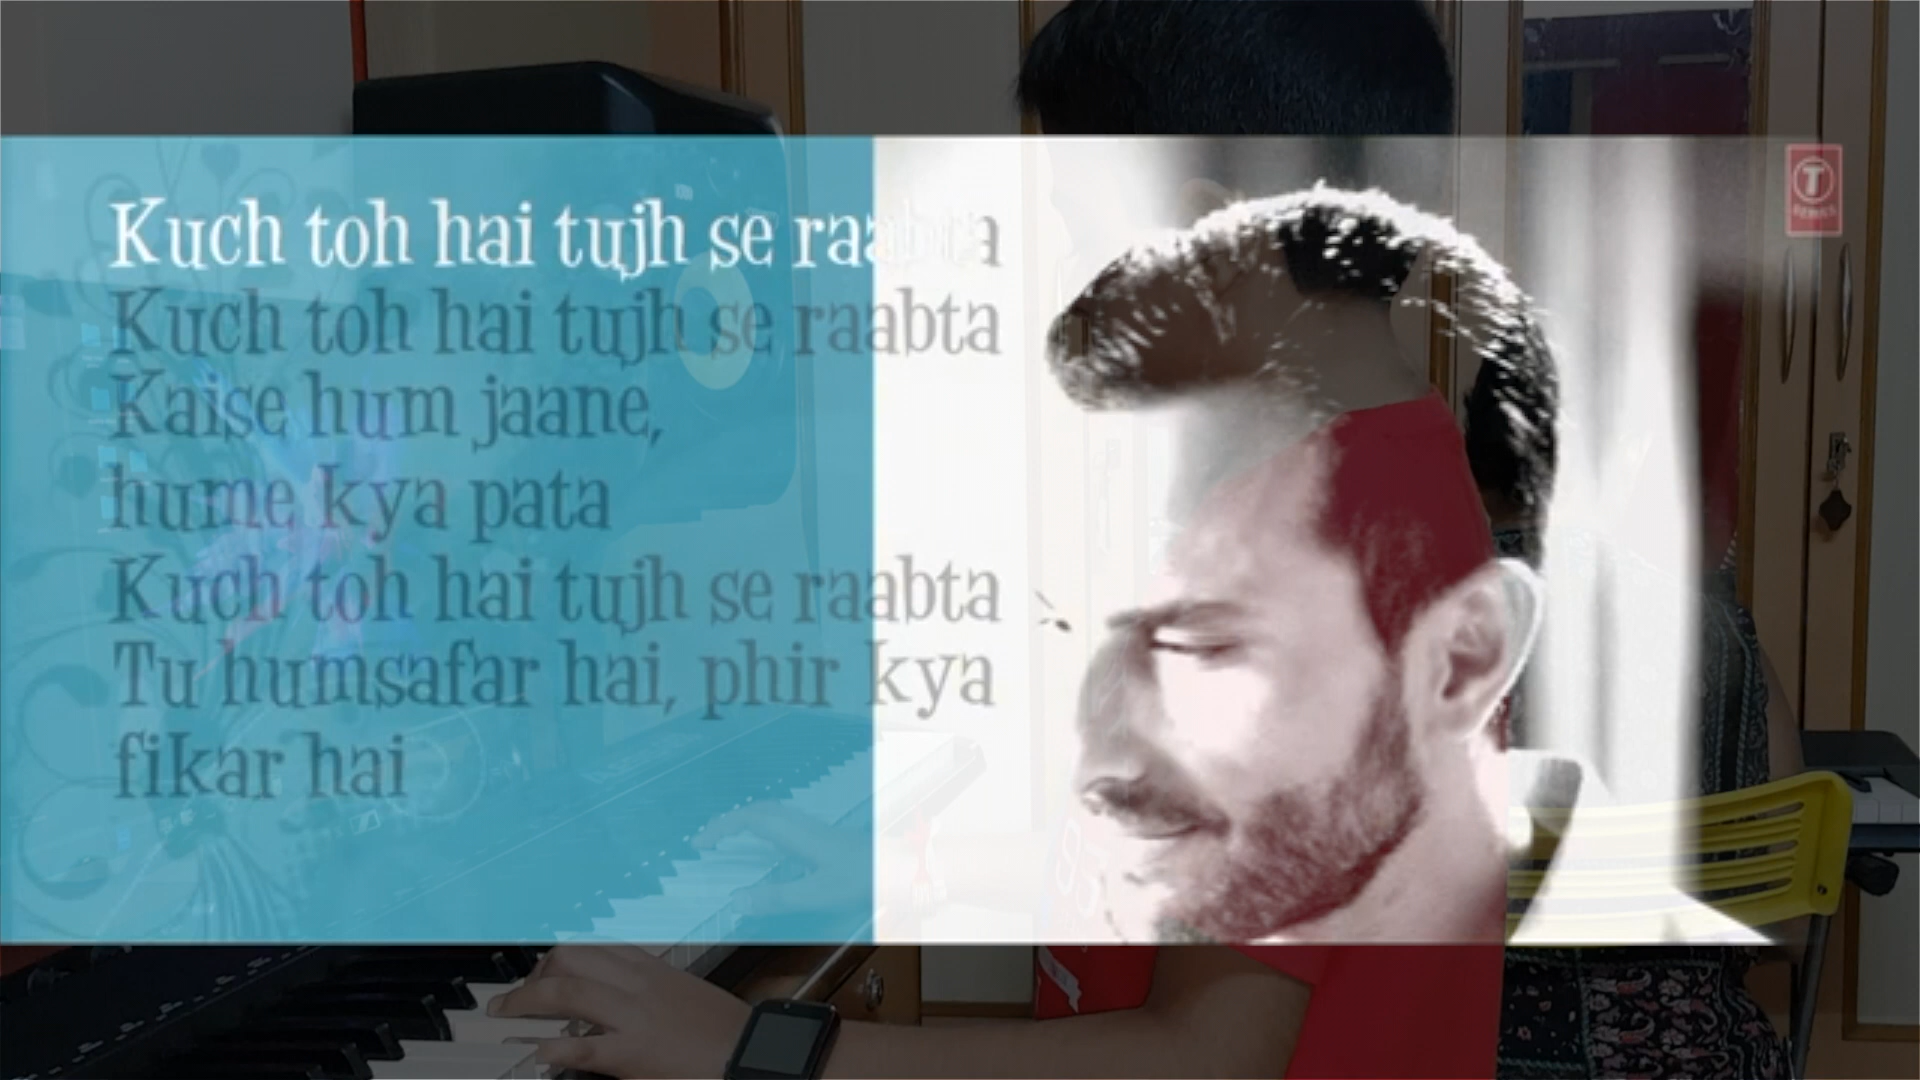 Kuch toh hai tujh se raabta
Kuch toh hai tujh se raabta
Kaise hum jaane,
hume kya pata
Kuch toh hai tujh se raabta
Tu humsafar hai, phir kya
fikar hai
T
SERIES